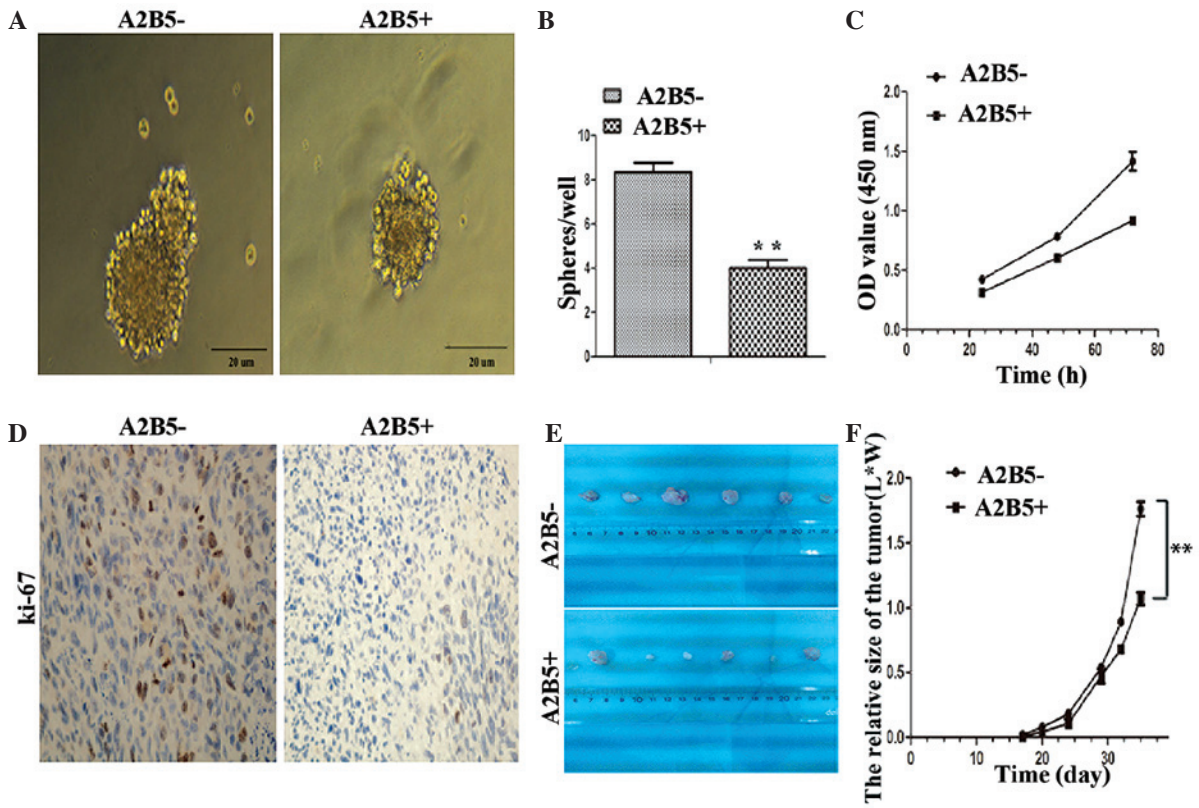 A
A2B5-
A2B5+
20 um
20 um
B
A2B5-
A2B5+
Spheres/well
10
8
6
4
2
0
**
C
A2B5-
A2B5+
OD value (450 nm)
2.0
1.5
1.0
0.5
0.0
0 20 40 60 80
Time (h)
D
A2B5-
A2B5+
ki-67
E
A2B5-
A2B5+
F
A2B5-
A2B5+
The relative size of the tumor(L*W)
2.0
1.5
1.0
0.5
0.0
0 10 20 30
Time (day)
**